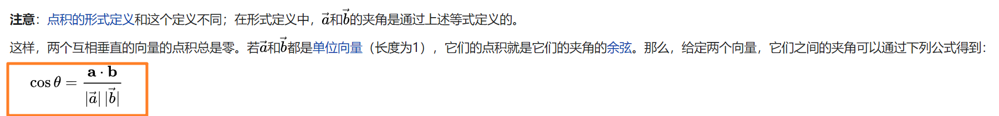 注意：点积的形式定义和这个定义不同；在形式定义中，$\vec{a}$和$\vec{b}$的夹角是通过上述等式定义的。
这样，两个互相垂直的向量的点积总是零。若$\vec{a}$和$\vec{b}$都是单位向量（长度为1），它们的点积就是它们的夹角的余弦。那么，给定两个向量，它们之间的夹角可以通过下列公式得到：
$\cos\theta = \frac{\mathbf{a} \cdot \mathbf{b}}{|\vec{a}|\,|\vec{b}|}$